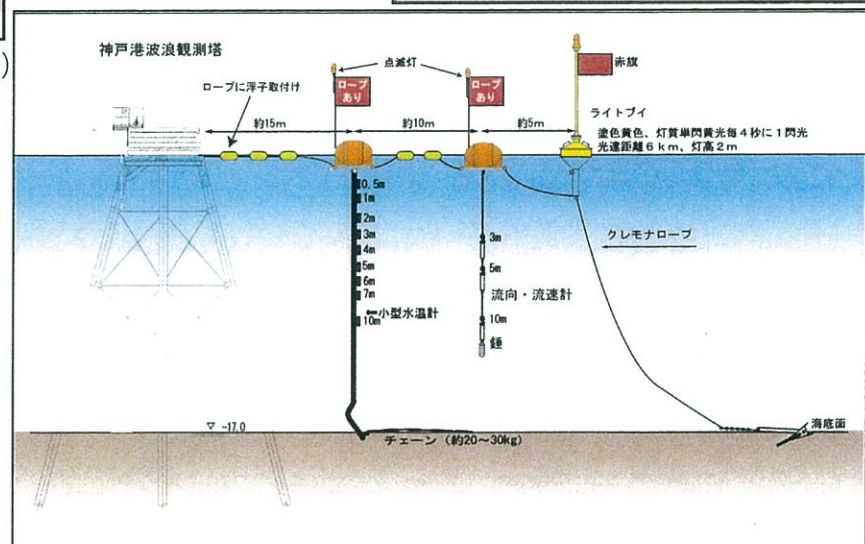 )
神戸港波浪観測塔
点滅灯
赤旗
ロープに浮子取付け
ロープ
あり
ロープ
あり
ライトブイ
約15m
約10m
約5m
塗色黄色、灯質単閃黄光毎4秒に1閃光
光達距離6km、灯高2m
0.5m
1m
2m
3m
4m
5m
6m
7m
10m
小型水温計
3m
5m
10m
流向・流速計
錘
クレモナロープ
▽ -17.0
チェーン (約20～30kg)
海底面